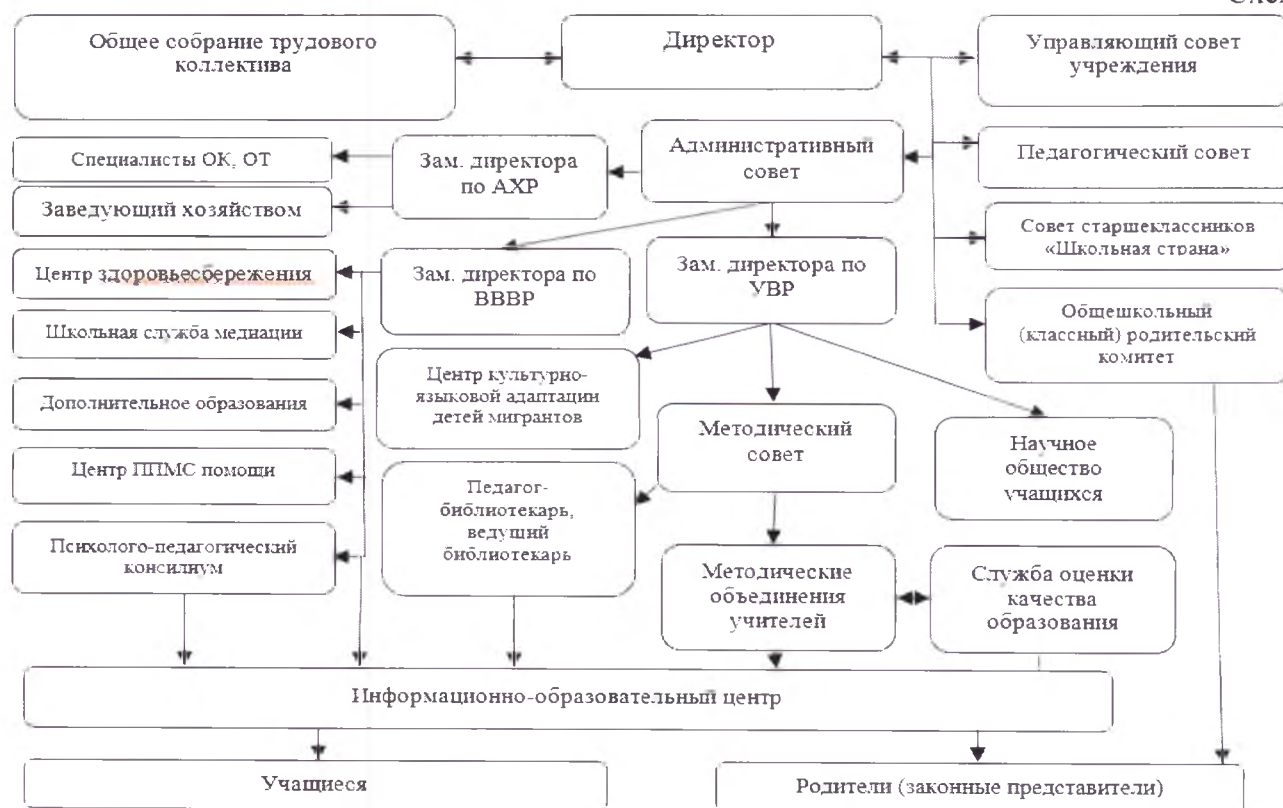 Общее собрание трудового
коллектива
Директор
Управляющий совет
учреждения
Специалисты ОК, ОТ
Зам. директора
по АХР
Административный
совет
Педагогический совет
Заведующий хозяйством
Совет старшеклассников
«Школьная страна»
Центр здоровьесбережения
Зам. директора по
ВВВР
Зам. директора по
УВР
Школьная служба медиации
Общешкольный
(классный) родительский
комитет
Дополнительное образования
Центр культурно-
языковой адаптации
детей мигрантов
Методический
совет
Научное
общество
учащихся
Центр ППМС помощи
Педагог-
библиотекарь,
ведущий
библиотекарь
Психолого-педагогический
консилиум
Методические
объединения
учителей
Служба оценки
качества
образования
Информационно-образовательный центр
Учащиеся
Родители (законные представители)